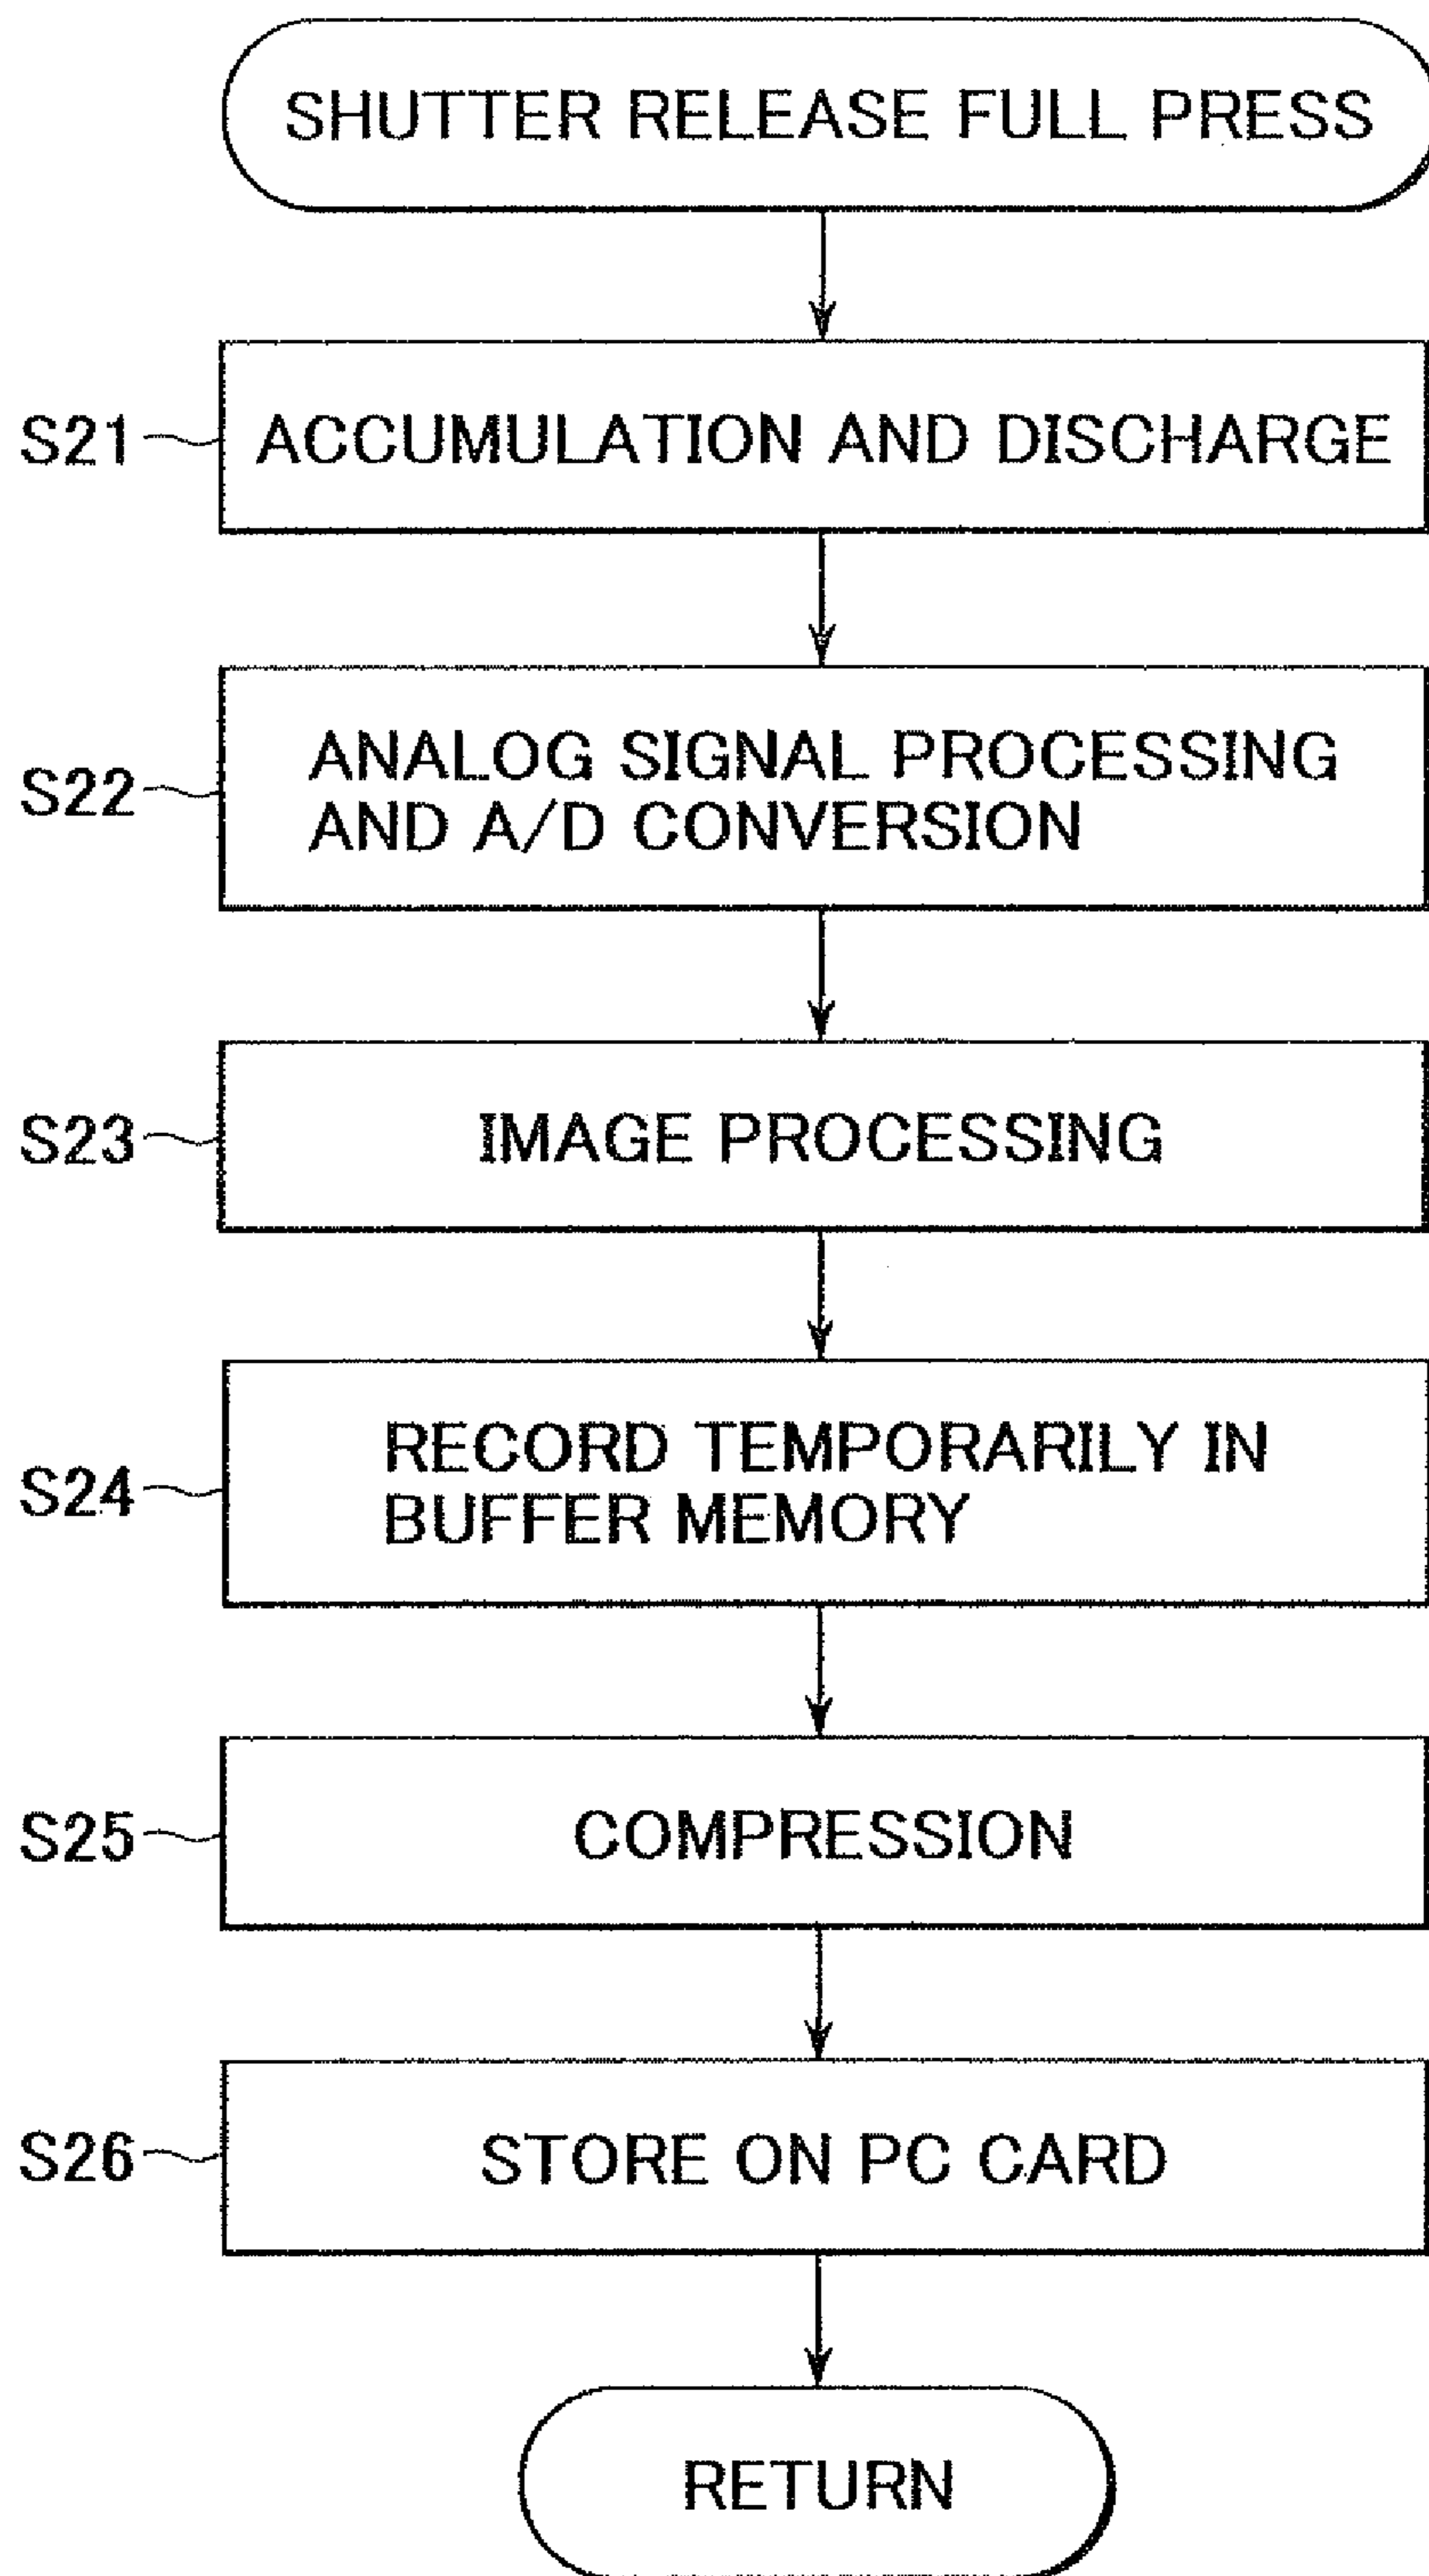 SHUTTER RELEASE FULL PRESS
S21 ACCUMULATION AND DISCHARGE
S22 ANALOG SIGNAL PROCESSING
AND A/D CONVERSION
S23 IMAGE PROCESSING
S24 RECORD TEMPORARILY IN
BUFFER MEMORY
S25 COMPRESSION
S26 STORE ON PC CARD
RETURN